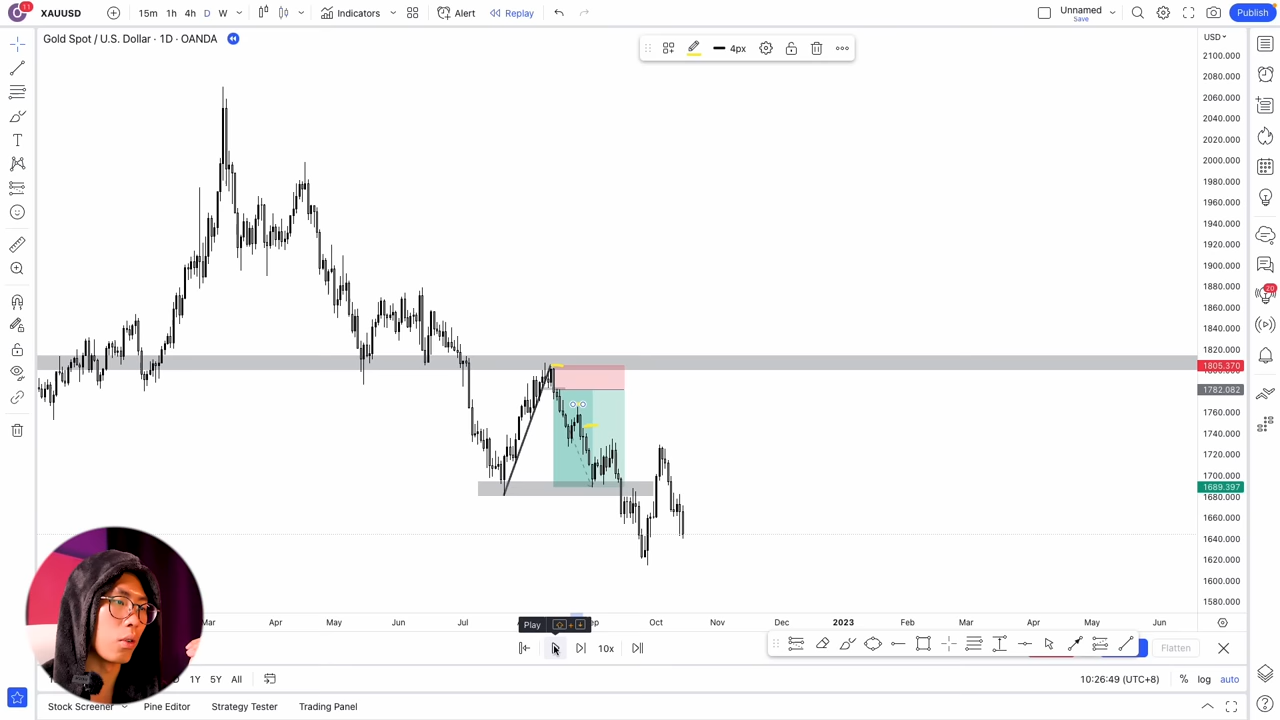 11
XAUUSD
15m 1h 4h D W
Indicators
Alert
Replay
Unnamed
Save
Publish
Gold Spot / U.S. Dollar · 1D · OANDA
4px
USD
2100.000
2080.000
2060.000
2040.000
2020.000
2000.000
1980.000
1960.000
1940.000
1920.000
1900.000
1880.000
1860.000
1840.000
1820.000
1805.370
1782.082
1760.000
1740.000
1720.000
1700.000
1689.397
1680.000
1660.000
1640.000
1620.000
1600.000
1580.000
20
Mar Apr May Jun Jul Oct Nov Dec 2023 Feb Mar Apr May Jun
Play
10x
Flatten
1Y 5Y All
10:26:49 (UTC+8)
% log auto
Stock Screener Pine Editor Strategy Tester Trading Panel